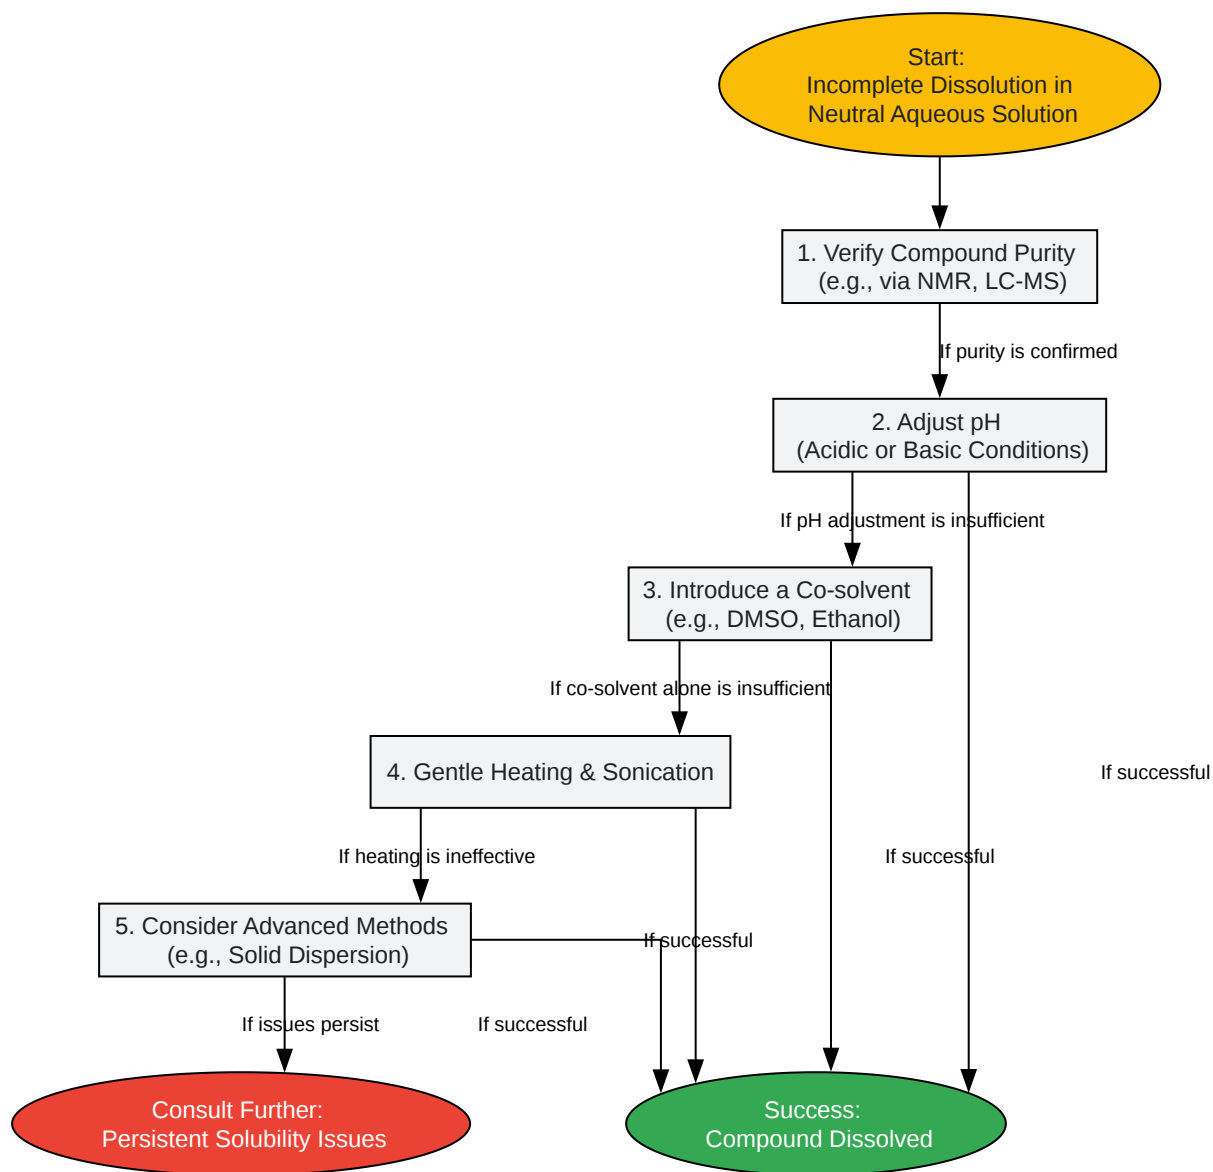 Start:
Incomplete Dissolution in
Neutral Aqueous Solution
1. Verify Compound Purity
(e.g., via NMR, LC-MS)
If purity is confirmed
2. Adjust pH
(Acidic or Basic Conditions)
If pH adjustment is insufficient
3. Introduce a Co-solvent
(e.g., DMSO, Ethanol)
If co-solvent alone is insufficient
4. Gentle Heating & Sonication
If successful
If heating is ineffective
If successful
5. Consider Advanced Methods
(e.g., Solid Dispersion)
If successful
If issues persist
If successful
Consult Further:
Persistent Solubility Issues
Success:
Compound Dissolved